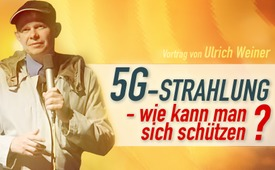 Vortrag von Ulrich Weiner
5G-STRAHLUNG
- wie kann man
sich schützen ?